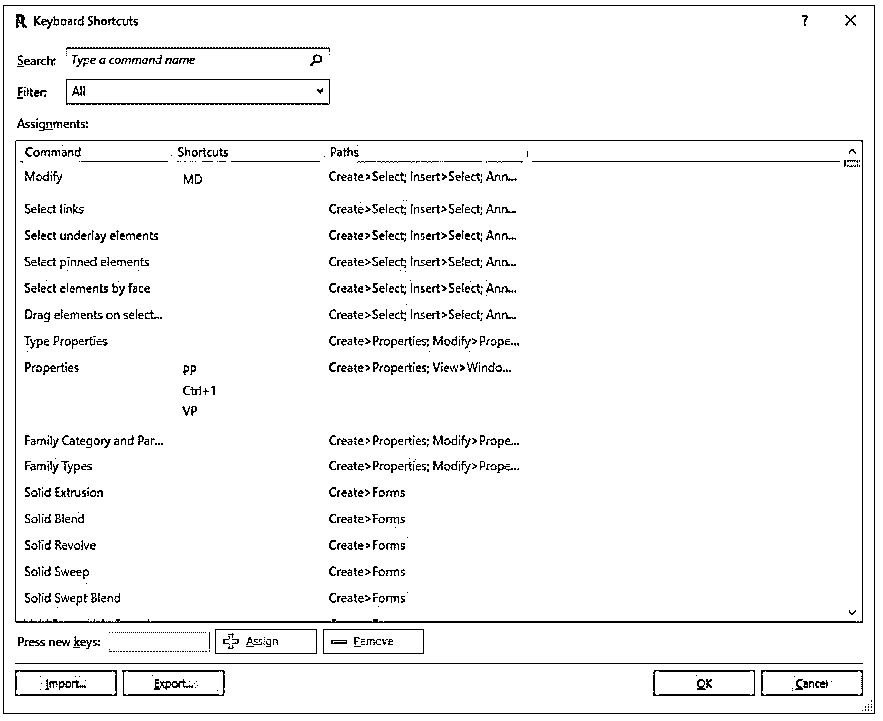 R Keyboard Shortcuts ?
Search: Type a command name
Filter: All
Assignments:
Command Shortcuts Paths
Modify MD Create>Select; Insert>Select; Ann...
Select links Create>Select; Insert>Select; Ann...
Select underlay elements Create>Select; Insert>Select; Ann...
Select pinned elements Create>Select; Insert>Select; Ann...
Select elements by face Create>Select; Insert>Select; Ann...
Drag elements on select... Create>Select; Insert>Select; Ann...
Type Properties Create>Properties; Modify>Prope...
Properties pp Create>Properties; View>Windo...
Ctrl+1
VP
Family Category and Par... Create>Properties; Modify>Prope...
Family Types Create>Properties; Modify>Prope...
Solid Extrusion Create>Forms
Solid Blend Create>Forms
Solid Revolve Create>Forms
Solid Sweep Create>Forms
Solid Swept Blend Create>Forms
Press new keys: Assign Remove
Import... Export... OK Cancel